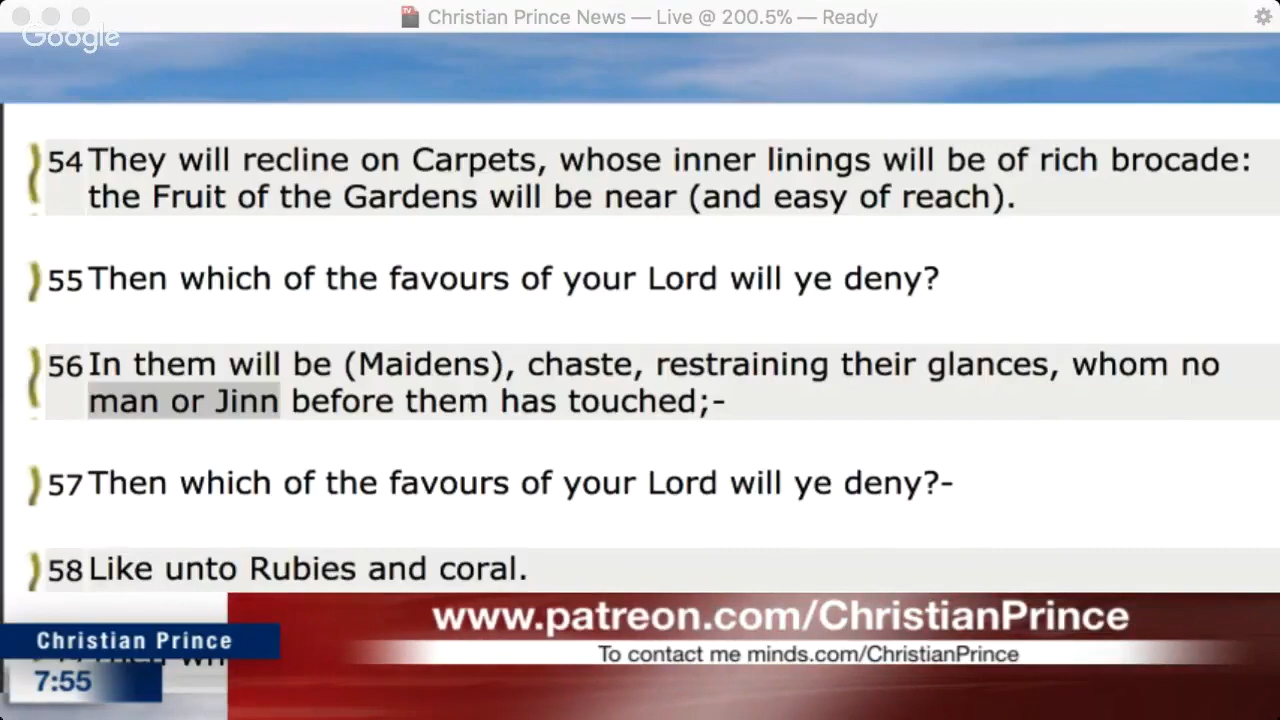 Christian Prince News — Live @ 200.5% — Ready
Google
54 They will recline on Carpets, whose inner linings will be of rich brocade:
the Fruit of the Gardens will be near (and easy of reach).
55 Then which of the favours of your Lord will ye deny?
56 In them will be (Maidens), chaste, restraining their glances, whom no
man or Jinn before them has touched;-
57 Then which of the favours of your Lord will ye deny?-
58 Like unto Rubies and coral.
www.patreon.com/ChristianPrince
Christian Prince
To contact me minds.com/ChristianPrince
7:55